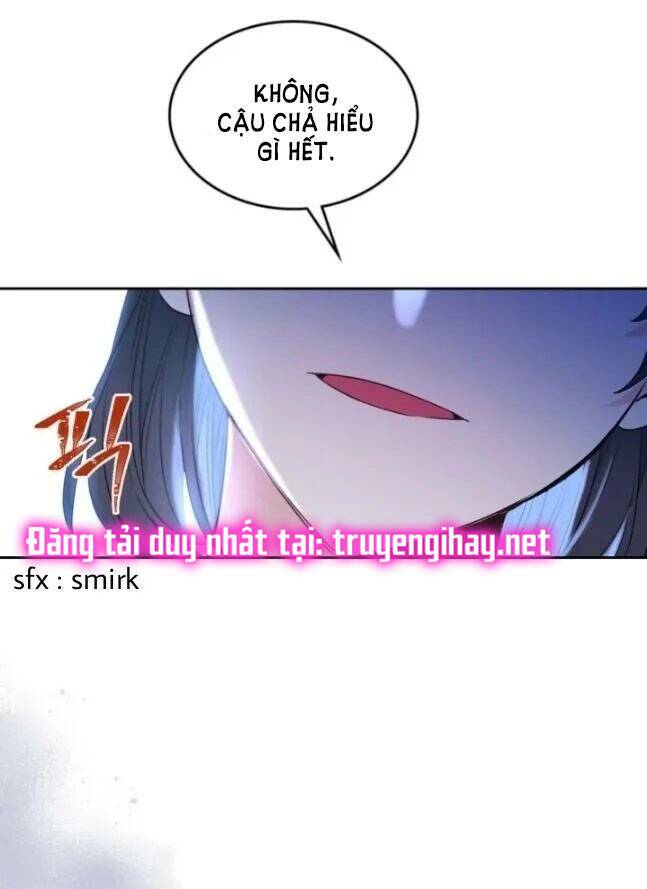 KHÔNG,
CẬU CHẢ HIỂU
GÌ HẾT.
픽
Đăng tải duy nhất tại: truyengihay.net
sfx : smirk